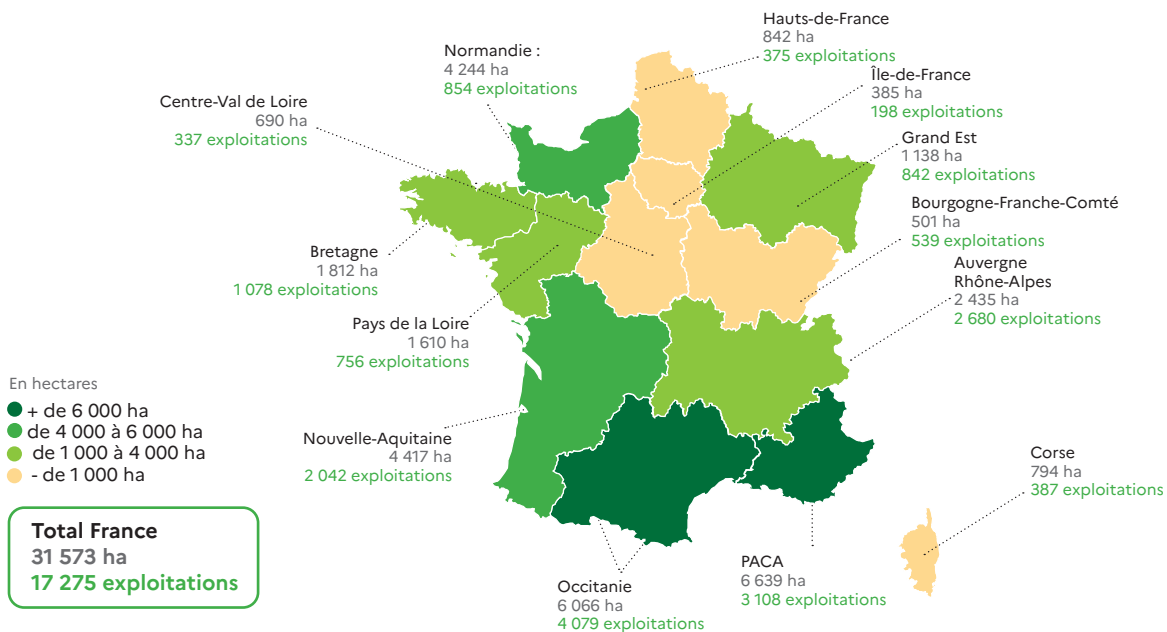 Hauts-de-France
842 ha
375 exploitations
Normandie :
4 244 ha
854 exploitations
Île-de-France
385 ha
198 exploitations
Centre-Val de Loire
690 ha
337 exploitations
Grand Est
1 138 ha
842 exploitations
Bourgogne-Franche-Comté
501 ha
539 exploitations
Bretagne
1 812 ha
1 078 exploitations
Auvergne
Rhône-Alpes
2 435 ha
2 680 exploitations
Pays de la Loire
1 610 ha
756 exploitations
En hectares
+ de 6 000 ha
de 4 000 à 6 000 ha
de 1 000 à 4 000 ha
- de 1 000 ha
Nouvelle-Aquitaine
4 417 ha
2 042 exploitations
Corse
794 ha
387 exploitations
Total France
31 573 ha
17 275 exploitations
PACA
6 639 ha
3 108 exploitations
Occitanie
6 066 ha
4 079 exploitations